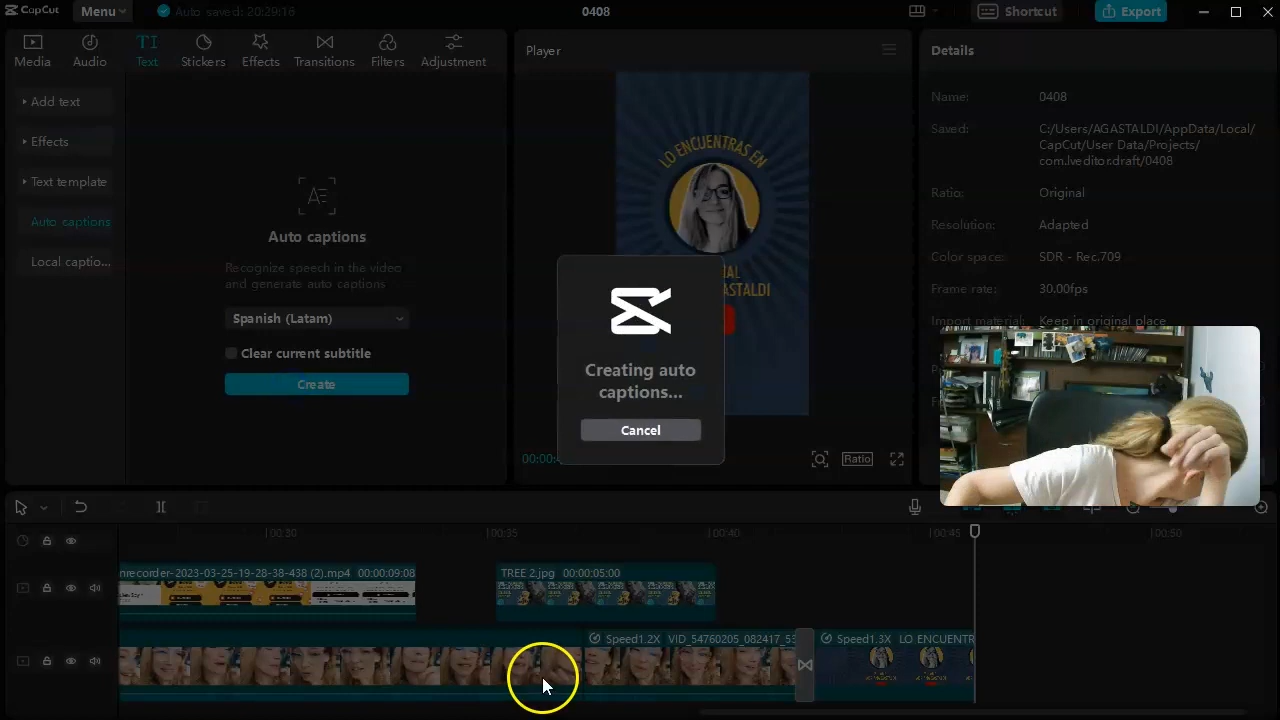 CapCut
Menu
Auto saved: 20:29:16
0408
Shortcut
Export
Media
Audio
TI
Text
Stickers
Effects
Transitions
Filters
Adjustment
Player
Details
Add text
Effects
Text template
Auto captions
Local captio...
AE
Auto captions
Recognize speech in the video
and generate auto captions
Spanish (Latam)
Clear current subtitle
Create
LO ENCUENTRAS EN
ASTALDI
Creating auto
captions...
Cancel
Ratio
Name:
0408
Saved:
C:/Users/AGASTALDI/AppData/Local/
CapCut/User Data/Projects/
com.lveditor.draft/0408
Ratio:
Original
Resolution:
Adapted
Color space:
SDR - Rec.709
Frame rate:
30.00fps
Import material:
Keep in original place
00:30
00:35
00:40
00:45
00:50
nrecorder-2023-03-25-19-28-38-438 (2).mp4 00:00:09:08
TREE 2.jpg 00:00:05:00
Speed1.2X VID_54760205_082417_55
Speed1.3X LO ENCUENTR